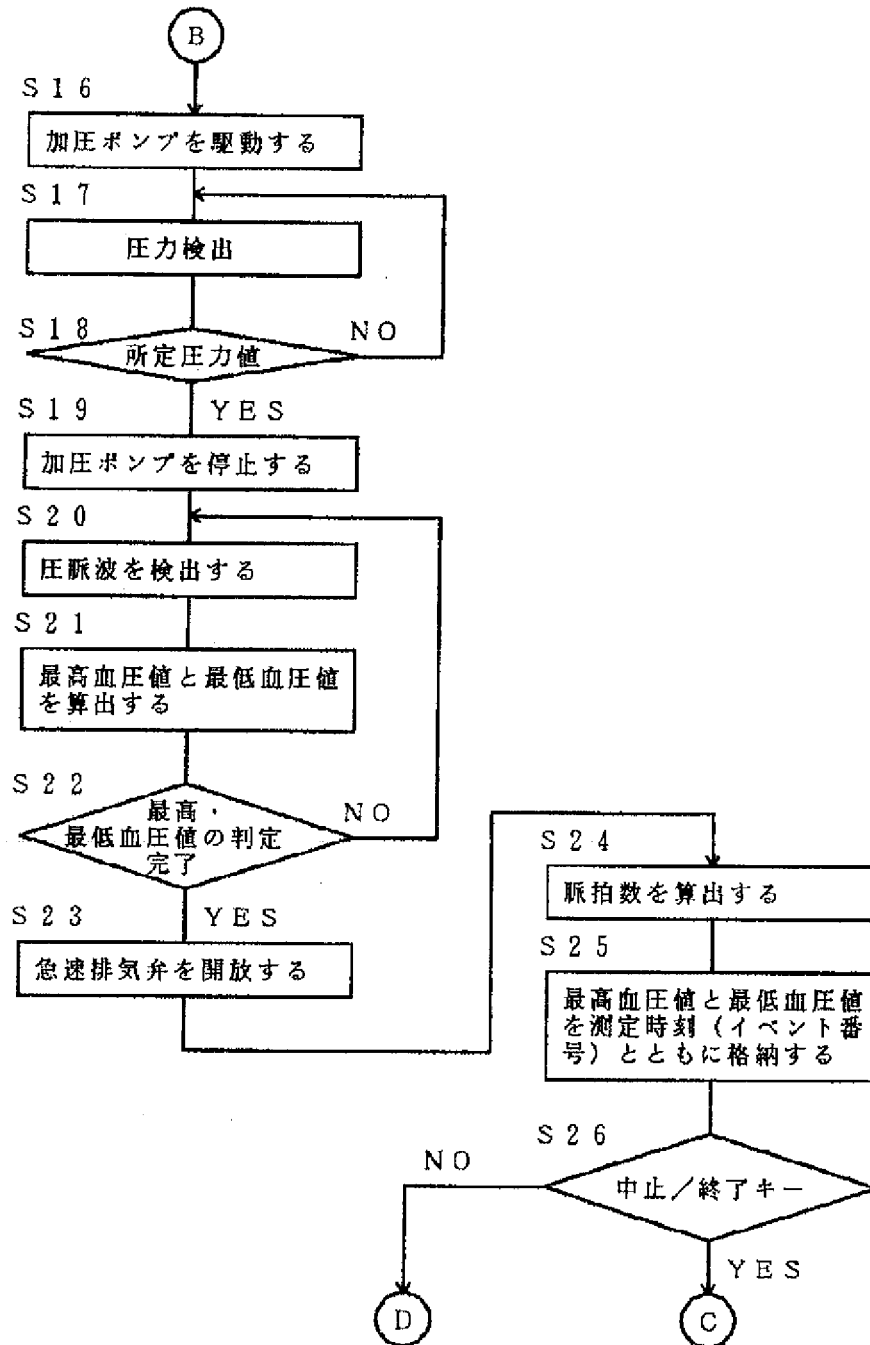 B
S16
加圧ポンプを駆動する
S17
圧力検出
S18
NO
所定圧力値
S19
YES
加圧ポンプを停止する
S20
圧脈波を検出する
S21
最高血圧値と最低血圧値
を算出する
S22
NO
最高・
最低血圧値の判定
完了
S23
YES
急速排気弁を開放する
S24
脈拍数を算出する
S25
最高血圧値と最低血圧値
を測定時刻（イベント番
号）とともに格納する
S26
NO
中止／終了キー
YES
D
C